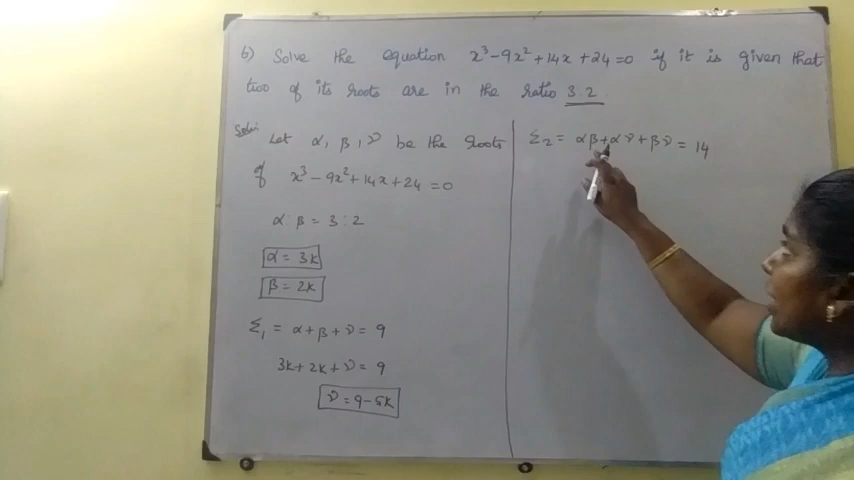 6) Solve the equation x³ - 9x² + 14x + 24 = 0 if it is given that
two of its roots are in the ratio 3:2.
Soln:
Let α, β, γ be the roots
of x³ - 9x² + 14x + 24 = 0
α : β = 3 : 2
α = 3k
β = 2k
Σ₁ = α + β + γ = 9
3k + 2k + γ = 9
γ = 9 - 5k
Σ₂ = αβ + αγ + βγ = 14